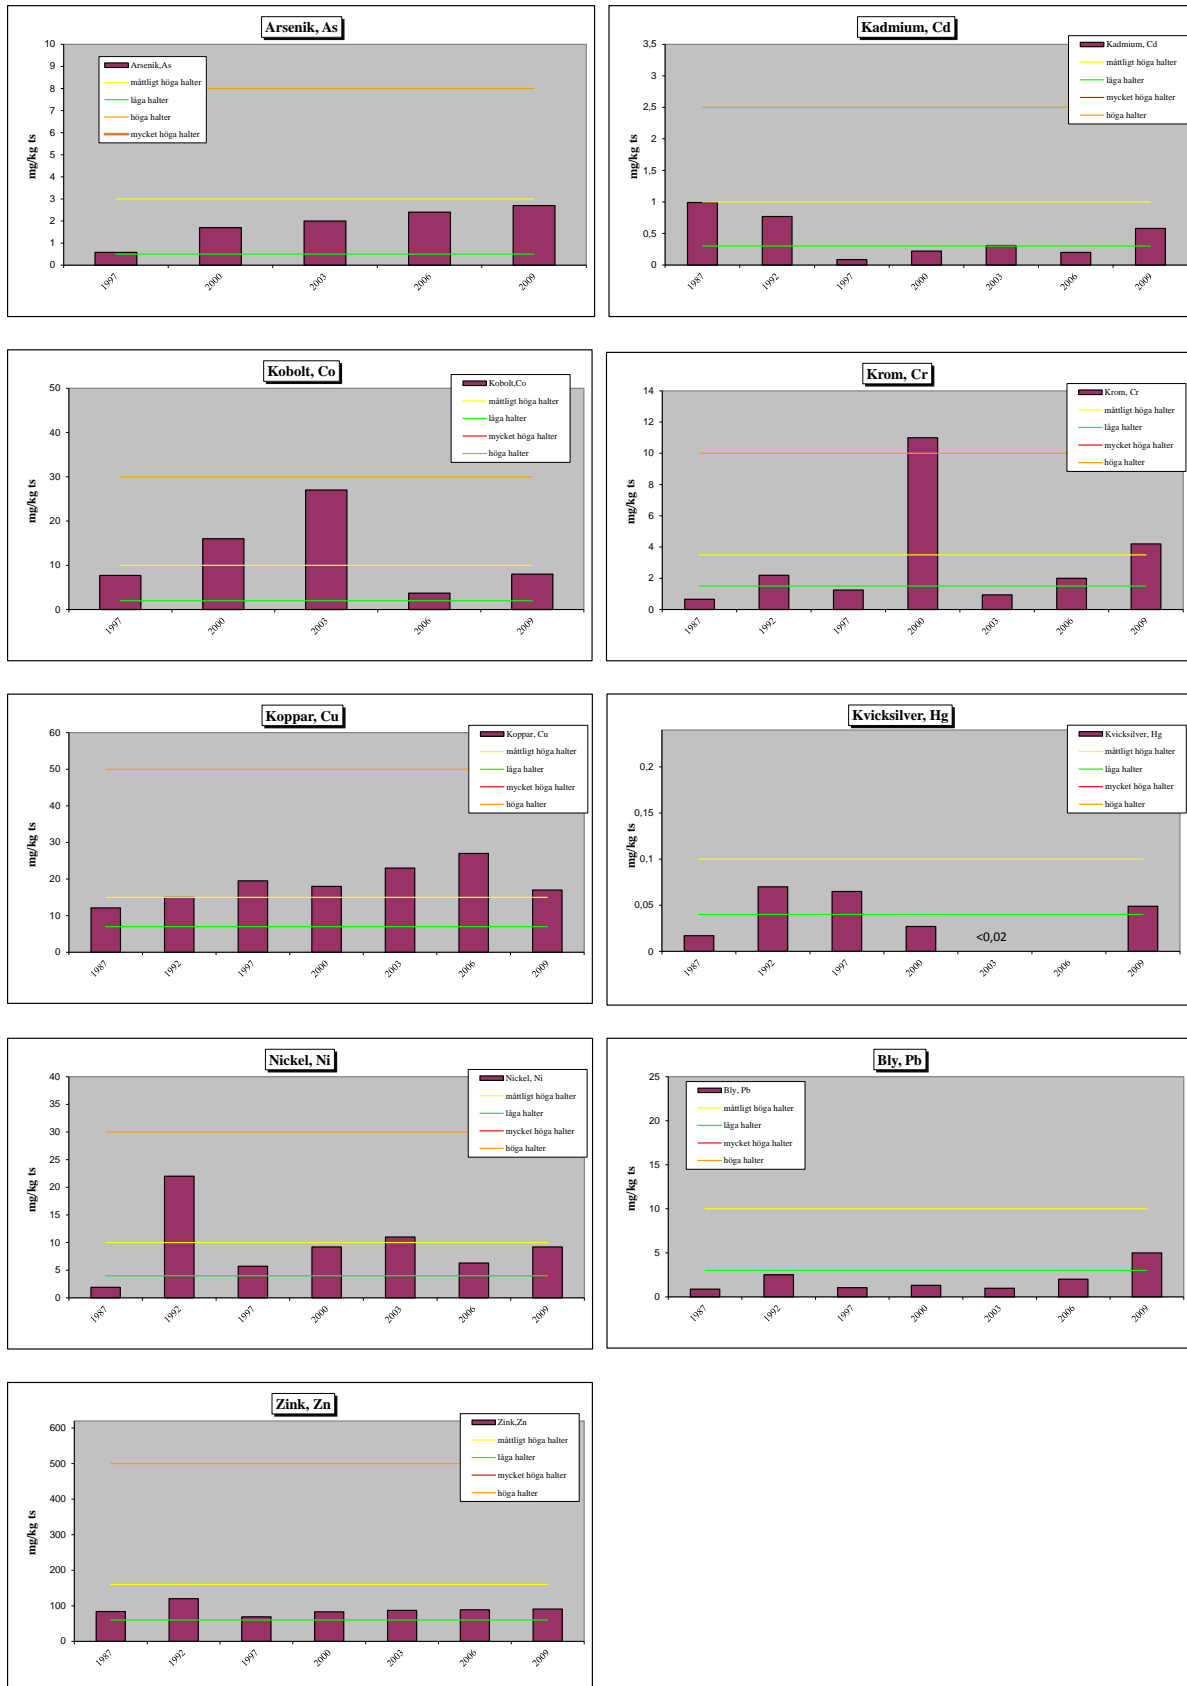 Arsenik, As
mg/kg ts
10
9
8
7
6
5
4
3
2
1
0
Arsenik,As
måttligt höga halter
låga halter
höga halter
mycket höga halter
1997
2000
2003
2006
2009
Kadmium, Cd
mg/kg ts
3,5
3
2,5
2
1,5
1
0,5
0
Kadmium, Cd
måttligt höga halter
låga halter
mycket höga halter
höga halter
1987
1992
1997
2000
2003
2006
2009
Kobolt, Co
mg/kg ts
50
40
30
20
10
0
Kobolt,Co
måttligt höga halter
låga halter
mycket höga halter
höga halter
1997
2000
2003
2006
2009
Krom, Cr
mg/kg ts
14
12
10
8
6
4
2
0
Krom, Cr
måttligt höga halter
låga halter
mycket höga halter
höga halter
1987
1992
1997
2000
2003
2006
2009
Koppar, Cu
mg/kg ts
60
50
40
30
20
10
0
Koppar, Cu
måttligt höga halter
låga halter
mycket höga halter
höga halter
1987
1992
1997
2000
2003
2006
2009
Kvicksilver, Hg
mg/kg ts
0,2
0,15
0,1
0,05
0
Kvicksilver, Hg
måttligt höga halter
låga halter
mycket höga halter
höga halter
<0,02
1987
1992
1997
2000
2003
2006
2009
Nickel, Ni
mg/kg ts
40
35
30
25
20
15
10
5
0
Nickel, Ni
måttligt höga halter
låga halter
mycket höga halter
höga halter
1987
1992
1997
2000
2003
2006
2009
Bly, Pb
mg/kg ts
25
20
15
10
5
0
Bly, Pb
måttligt höga halter
låga halter
mycket höga halter
höga halter
1987
1992
1997
2000
2003
2006
2009
Zink, Zn
mg/kg ts
600
500
400
300
200
100
0
Zink,Zn
måttligt höga halter
låga halter
mycket höga halter
höga halter
1987
1992
1997
2000
2003
2006
2009